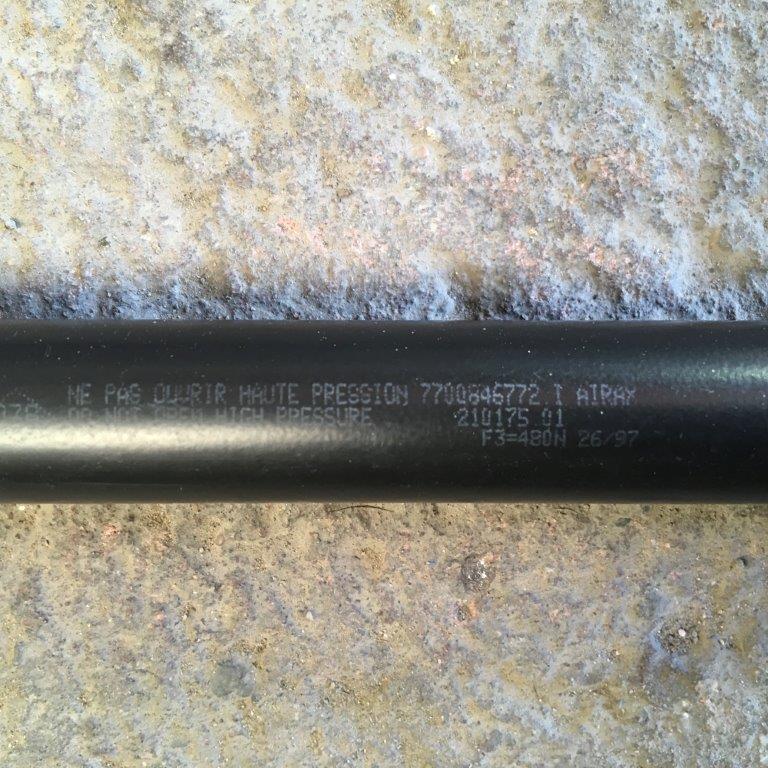 NE PAS OUVRIR HAUTE PRESSION 7700846772 I AIRAX
DO NOT OPEN HIGH PRESSURE 210175 01
F3=480N 26/97